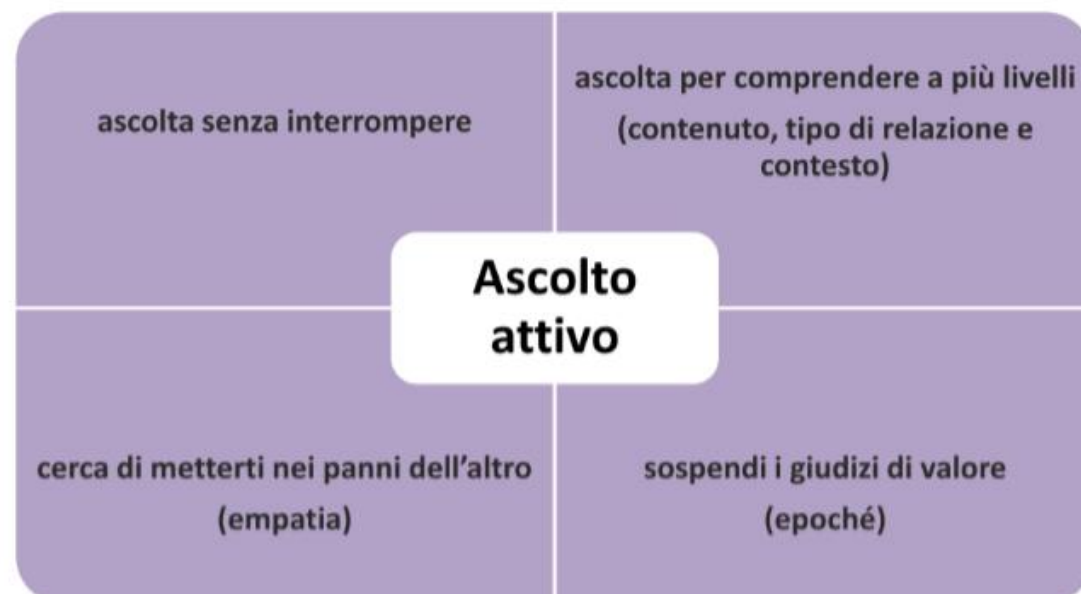 ascolta senza interrompere
ascolta per comprendere a più livelli
(contenuto, tipo di relazione e
contesto)
Ascolto
attivo
cerca di metterti nei panni dell'altro
(empatia)
sospendi i giudizi di valore
(epoché)